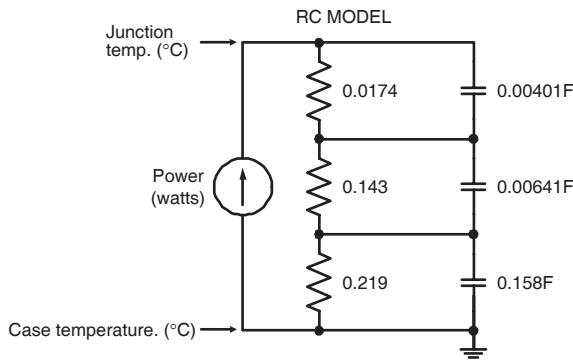 RC MODEL
Junction
temp. (°C)
0.0174
0.00401F
Power
(watts)
0.143
0.00641F
0.219
0.158F
Case temperature. (°C)